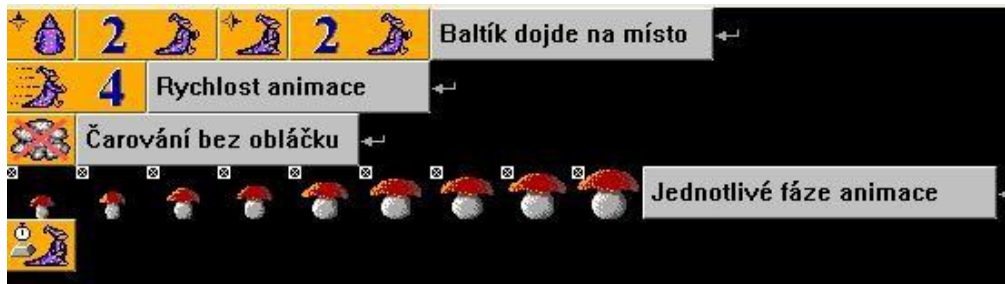 2 2 Baltík dojde na místo
4 Rychlost animace
Čarování bez obláčku
Jednotlivé fáze animace